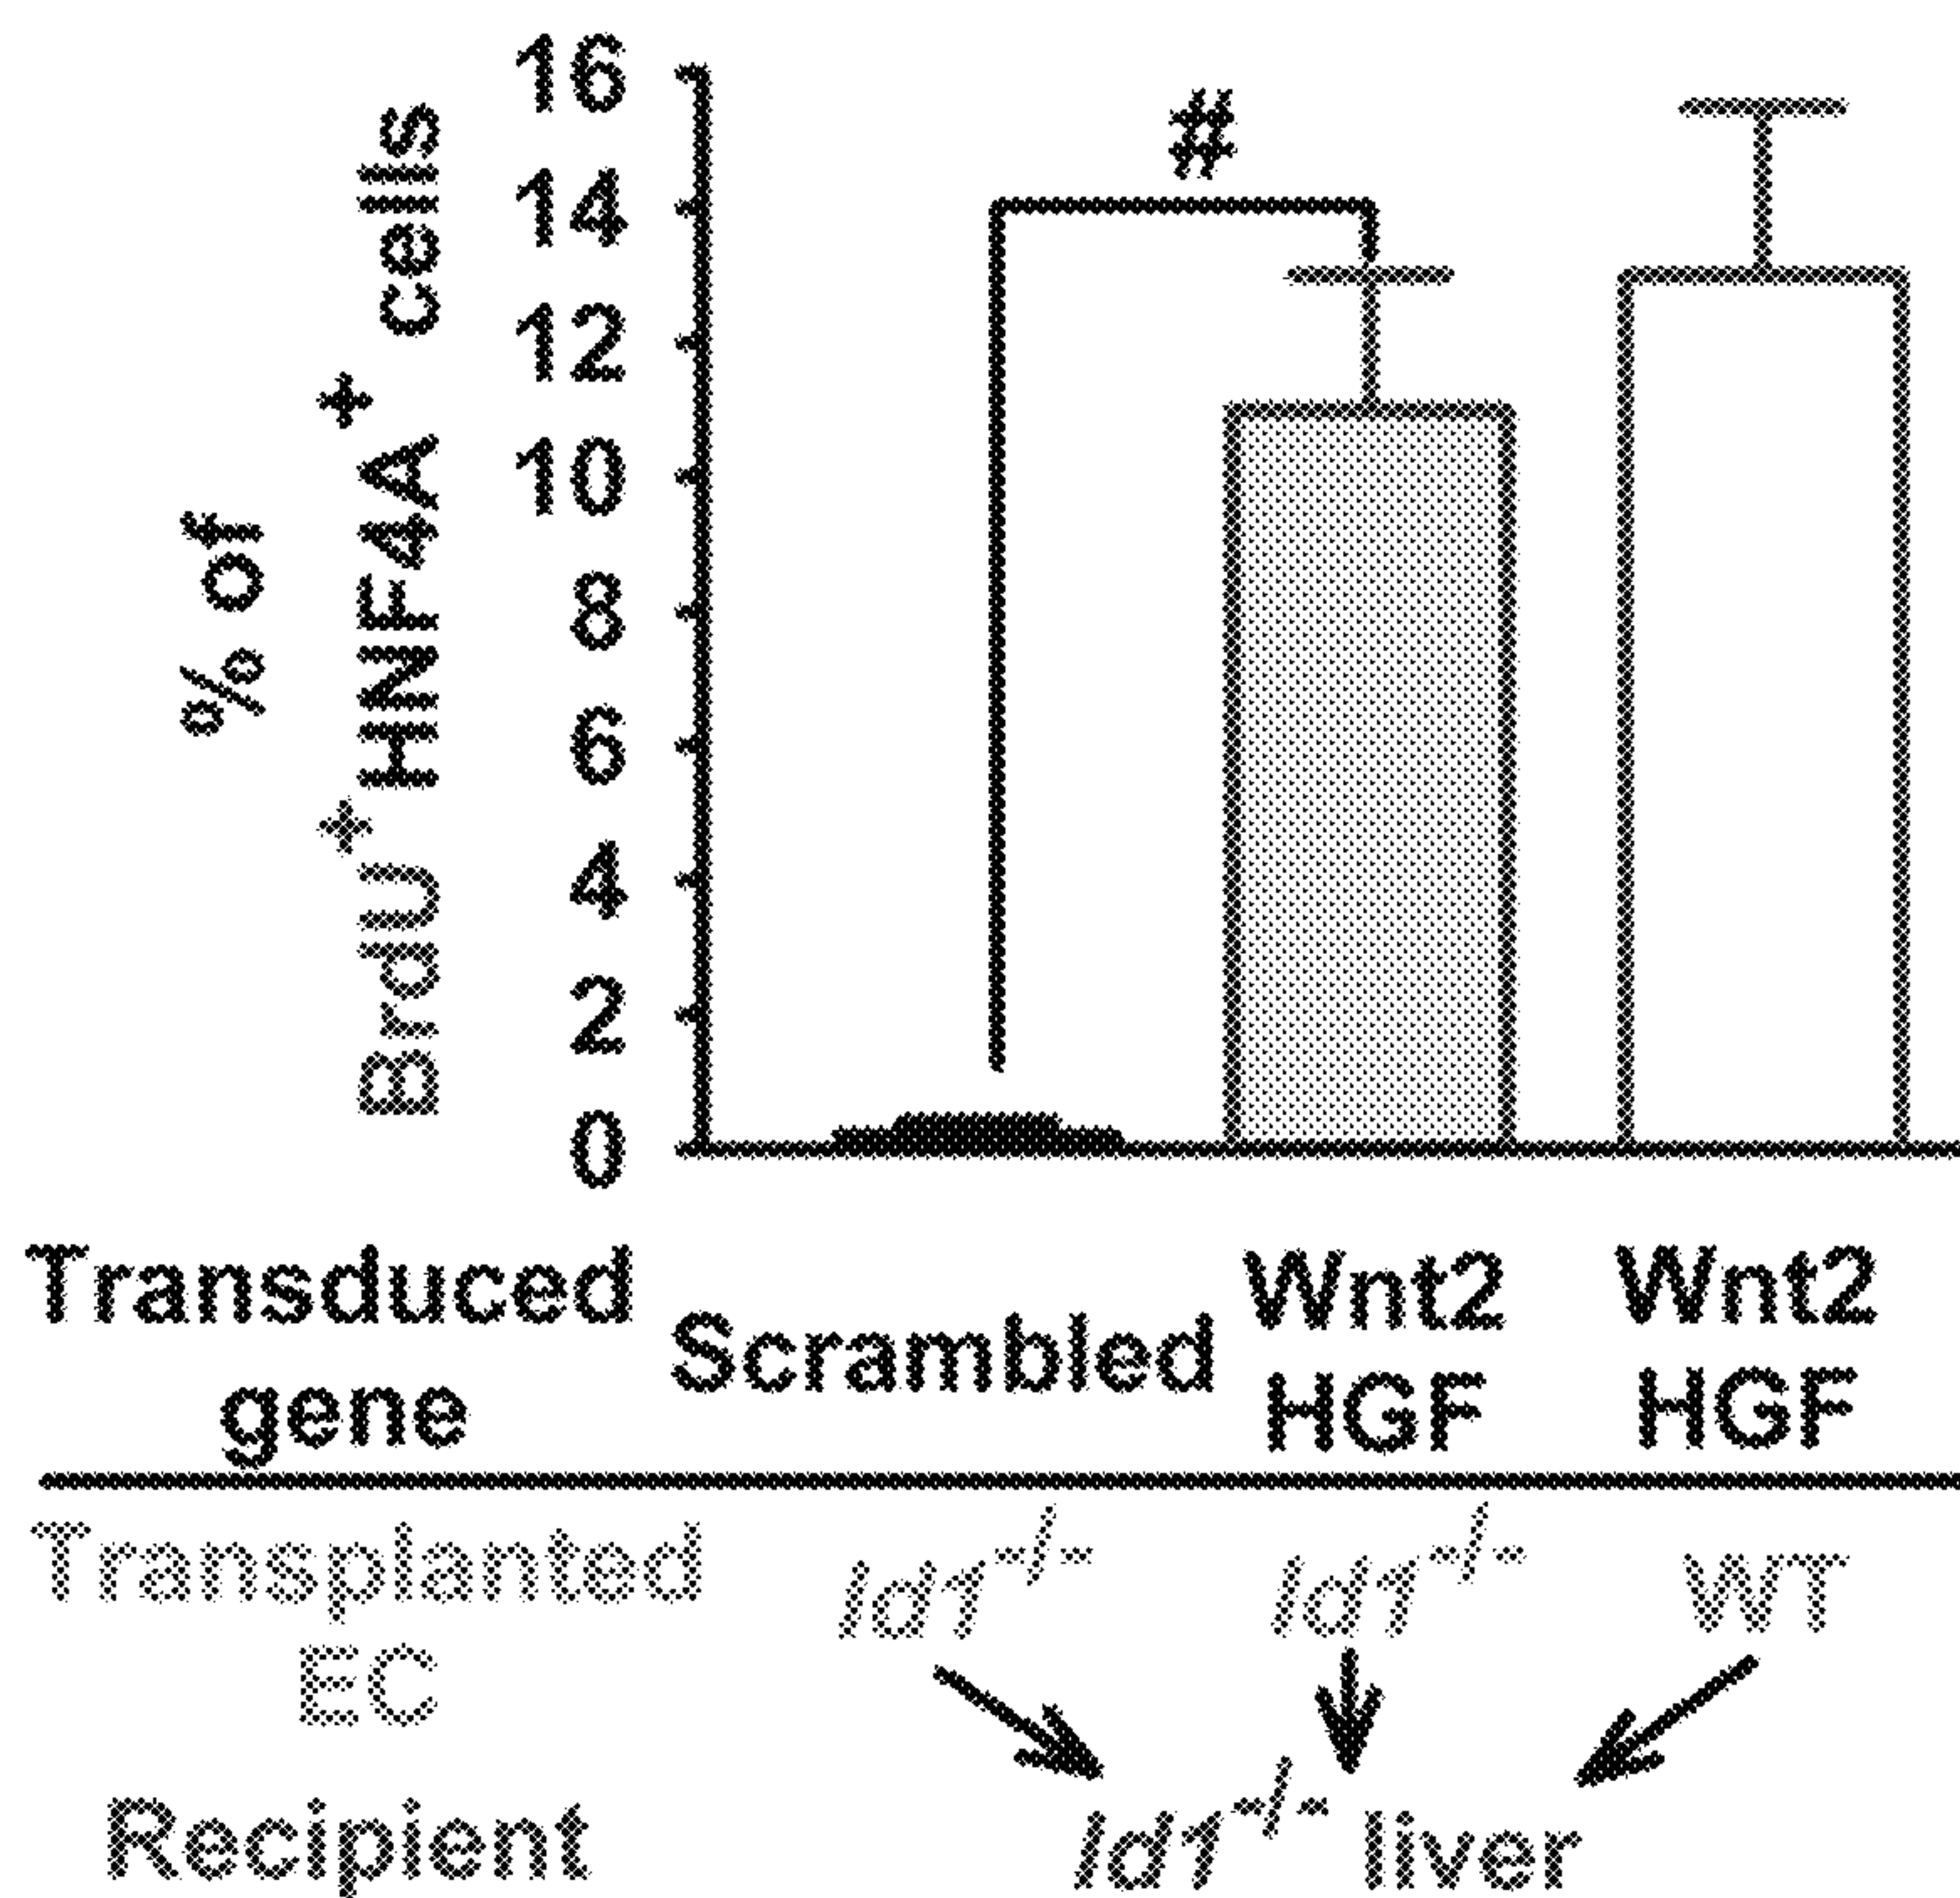 % of
BrdU⁺HNF4A⁺ cells
16
14
12
10
8
6
4
2
0
#
Transduced
gene
Scrambled
Wnt2
HGF
Wnt2
HGF
Transplanted
EC
Id1⁻/⁻
Id1⁻/⁻
WT
Recipient
Id1⁻/⁻ liver